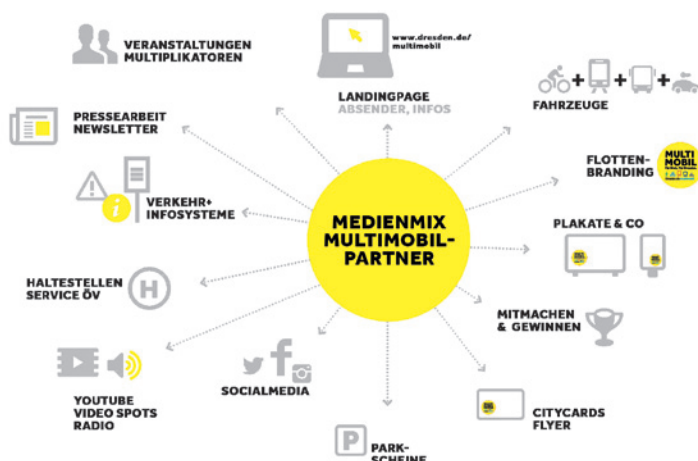 VERANSTALTUNGEN
MULTIPLIKATOREN
www.dresden.de/
multimobil
LANDINGPAGE
ABSENDER, INFOS
FAHRZEUGE
PRESSEARBEIT
NEWSLETTER
FLOTTEN-
BRANDING
MULTI
MOBIL
VERKEHR+
INFOSYSTEME
MEDIENMIX
MULTIMOBIL-
PARTNER
PLAKATE & CO
HALTESTELLEN
SERVICE ÖV
H
MITMACHEN
& GEWINNEN
YOUTUBE
VIDEO SPOTS
RADIO
SOCIALMEDIA
P
PARK-
SCHEINE
CITYCARDS
FLYER